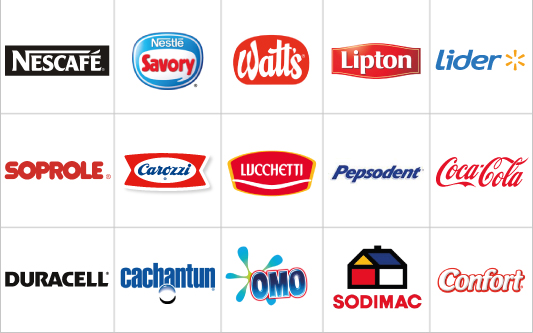 NESCAFÉ
Nestlé
Savory
Watt's
Lipton
lider
SOPROLE
Carozzi
LUCCHETTI
Pepsodent
Coca-Cola
DURACELL
cachantun
OMO
SODIMAC
Confort